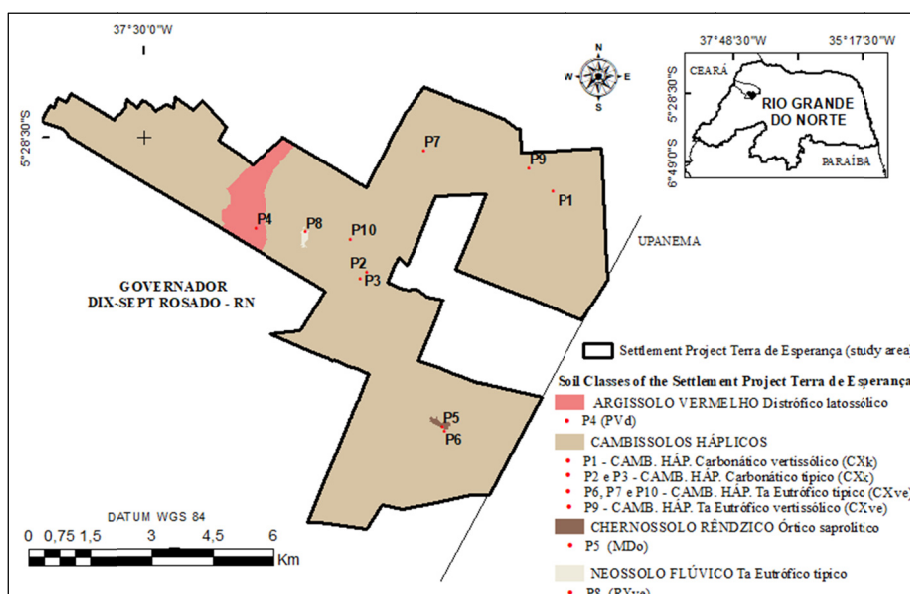 37°30'0"W
5°28'30"S
N
W
E
S
37°48'30"W
35°17'30"W
CEARÁ
5°28'30"S
RIO GRANDE
DO NORTE
6°49'0"S
PARAÍBA
P7
P9
P1
P4
P8
P10
P2
P3
UPANEMA
GOVERNADOR
DIX-SEPT ROSADO - RN
P5
P6
Settlement Project Terra de Esperança (study area)
Soil Classes of the Settlement Project Terra de Esperança
ARGISSOLO VERMELHO Distrófico latossólico
P4 (PVd)
CAMBISSOLOS HÁPLICOS
P1 - CAMB. HÁP. Carbonático vertissólico (CXk)
P2 e P3 - CAMB. HÁP. Carbonático típico (CXk)
P6, P7 e P10 - CAMB. HÁP. Ta Eutrófico típico (CXve)
P9 - CAMB. HÁP. Ta Eutrófico vertissólico (CXve)
CHERNOSSOLO RÊNDZICO Órtico saprolítico
P5 (MDo)
NEOSSOLO FLÚVICO Ta Eutrófico típico
P8 (RYve)
DATUM WGS 84
0 0,75 1,5 3 4,5 6
Km